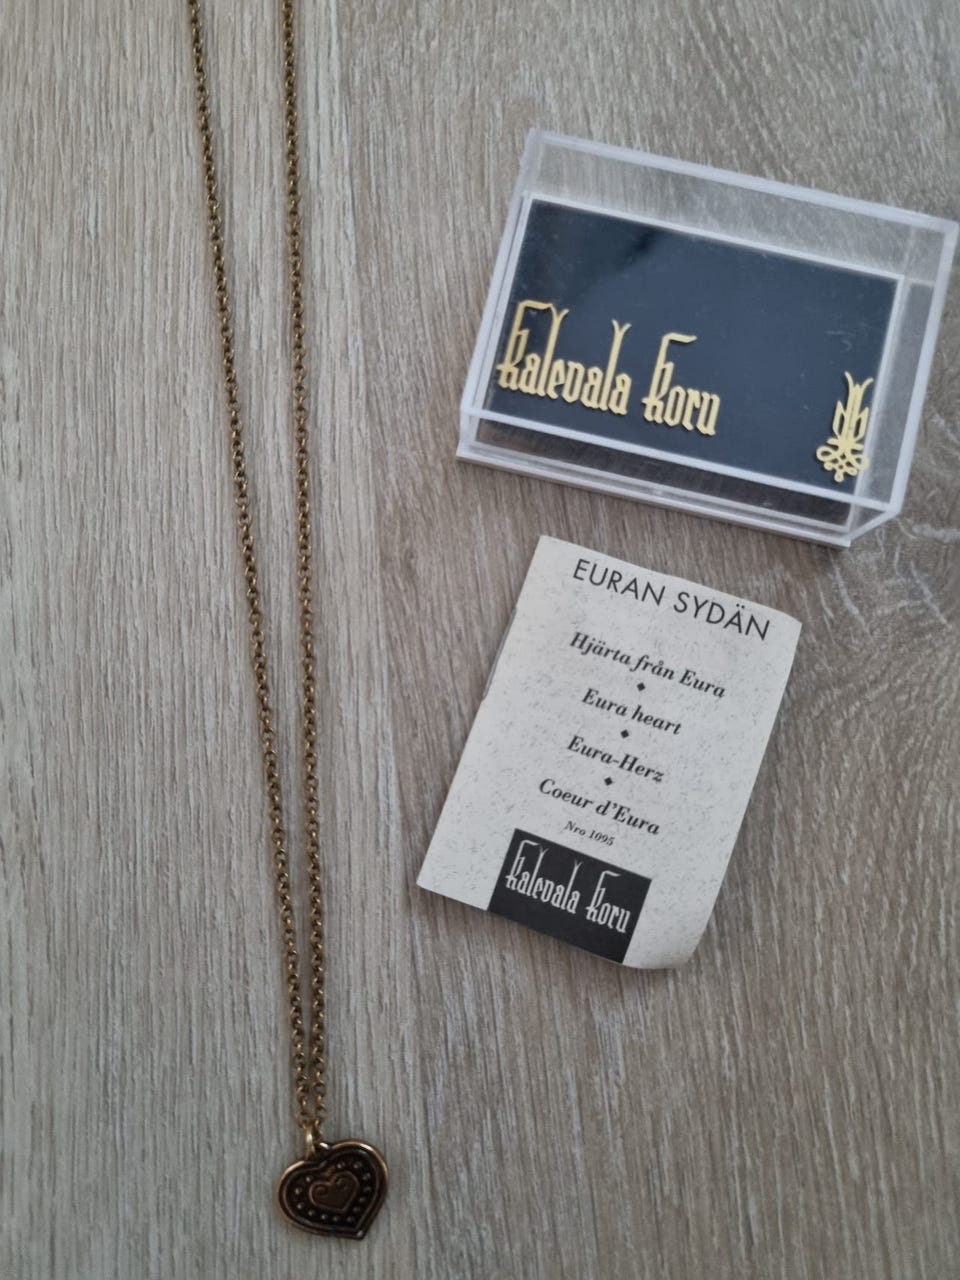 Kalevala Koru
EURAN SYDÄN
Hjärta från Eura
Eura heart
Eura-Herz
Coeur d'Eura
Nro 1095
Kalevala Koru